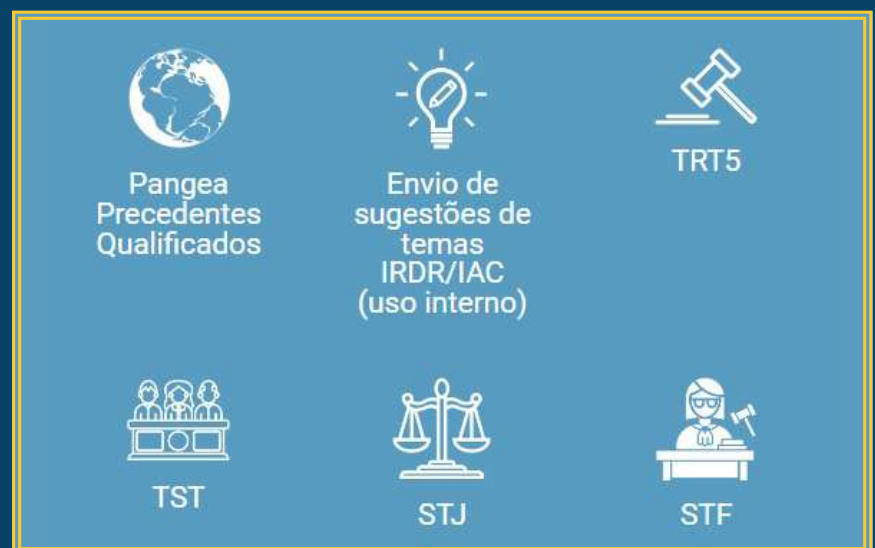 Pangea
Precedentes
Qualificados
Envio de
sugestões de
temas
IRDR/IAC
(uso interno)
TRT5
TST
STJ
STF